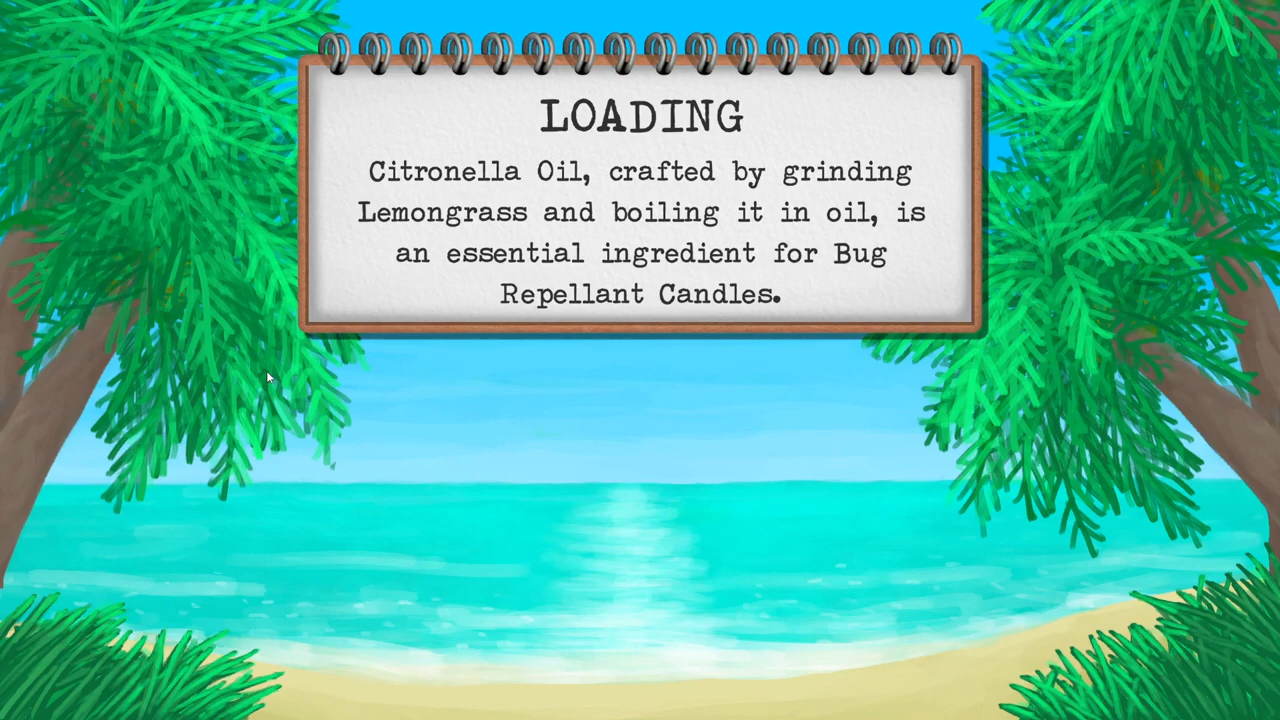 LOADING
Citronella Oil, crafted by grinding
Lemongrass and boiling it in oil, is
an essential ingredient for Bug
Repellant Candles.